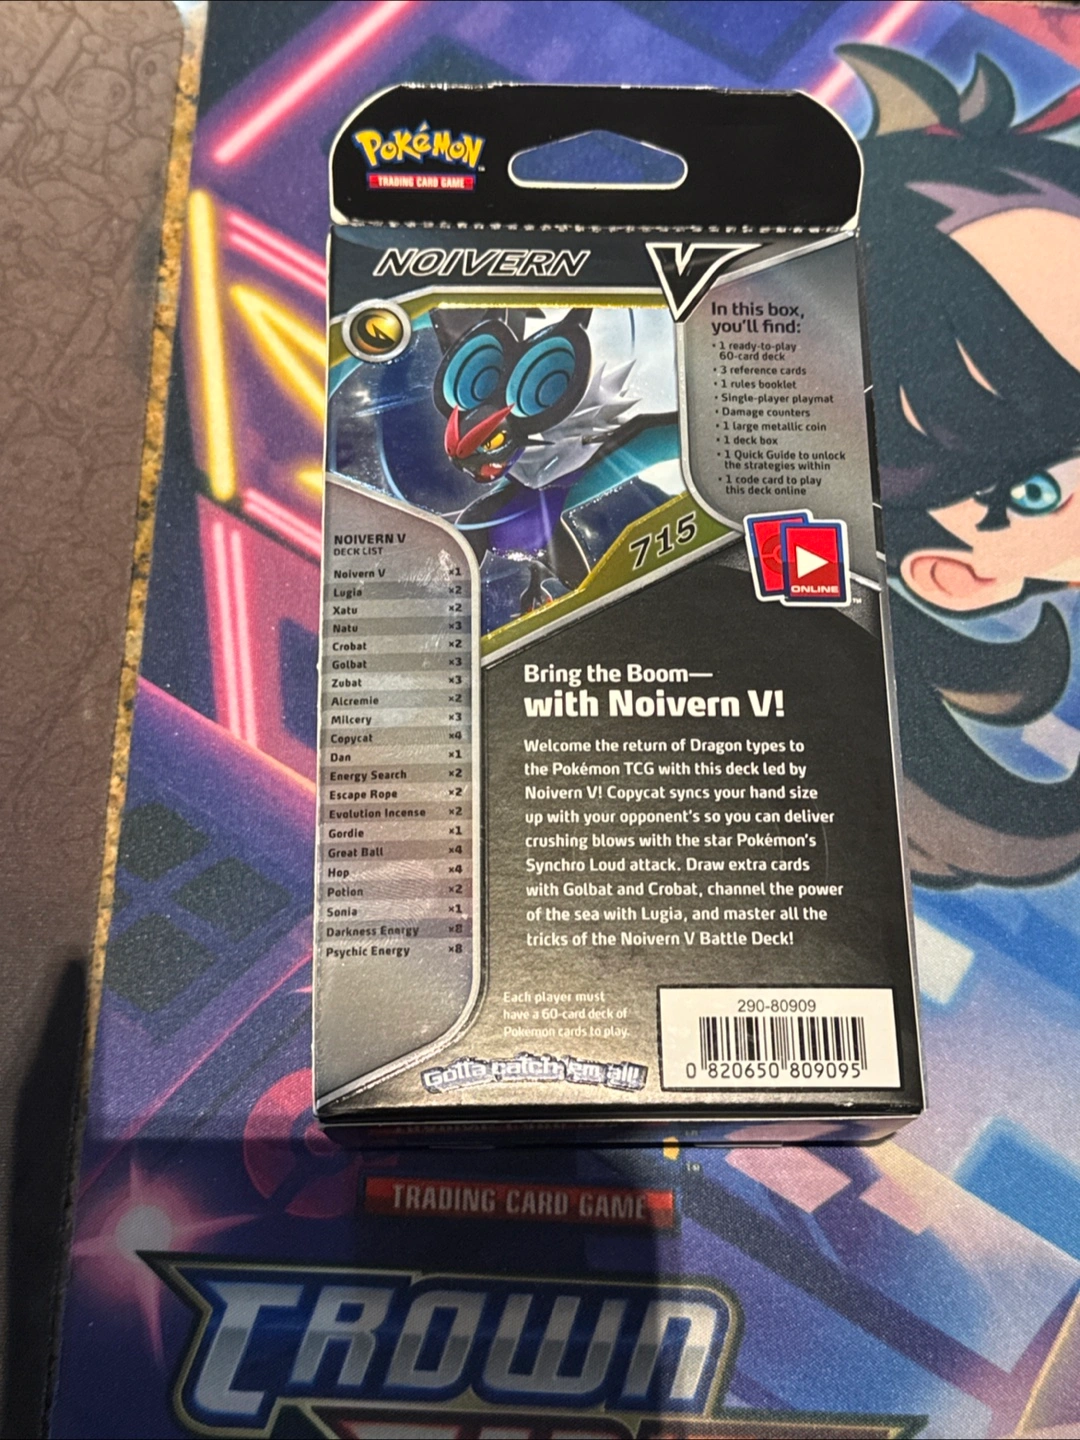 POKéMON
TRADING CARD GAME
NOIVERN V
In this box,
you'll find:
• 1 ready-to-play
60-card deck
• 3 reference cards
• 1 rules booklet
• Single-player playmat
• Damage counters
• 1 large metallic coin
• 1 deck box
• 1 Quick Guide to unlock
the strategies within
• 1 code card to play
this deck online
ONLINE
™
715
NOIVERN V
DECK LIST
Noivern V ×1
Lugia ×2
Xatu ×2
Natu ×3
Crobat ×2
Golbat ×3
Zubat ×3
Alcremie ×2
Milcery ×3
Copycat ×4
Dan ×1
Energy Search ×2
Escape Rope ×2
Evolution Incense ×2
Gordie ×1
Great Ball ×4
Hop ×4
Potion ×2
Sonia ×1
Darkness Energy ×8
Psychic Energy ×8
Bring the Boom—
with Noivern V!
Welcome the return of Dragon types to
the Pokémon TCG with this deck led by
Noivern V! Copycat syncs your hand size
up with your opponent's so you can deliver
crushing blows with the star Pokémon's
Synchro Loud attack. Draw extra cards
with Golbat and Crobat, channel the power
of the sea with Lugia, and master all the
tricks of the Noivern V Battle Deck!
Each player must
have a 60-card deck of
Pokémon cards to play.
Gotta catch 'em all!
290-80909
0 820650 809095
TRADING CARD GAME
CROWN